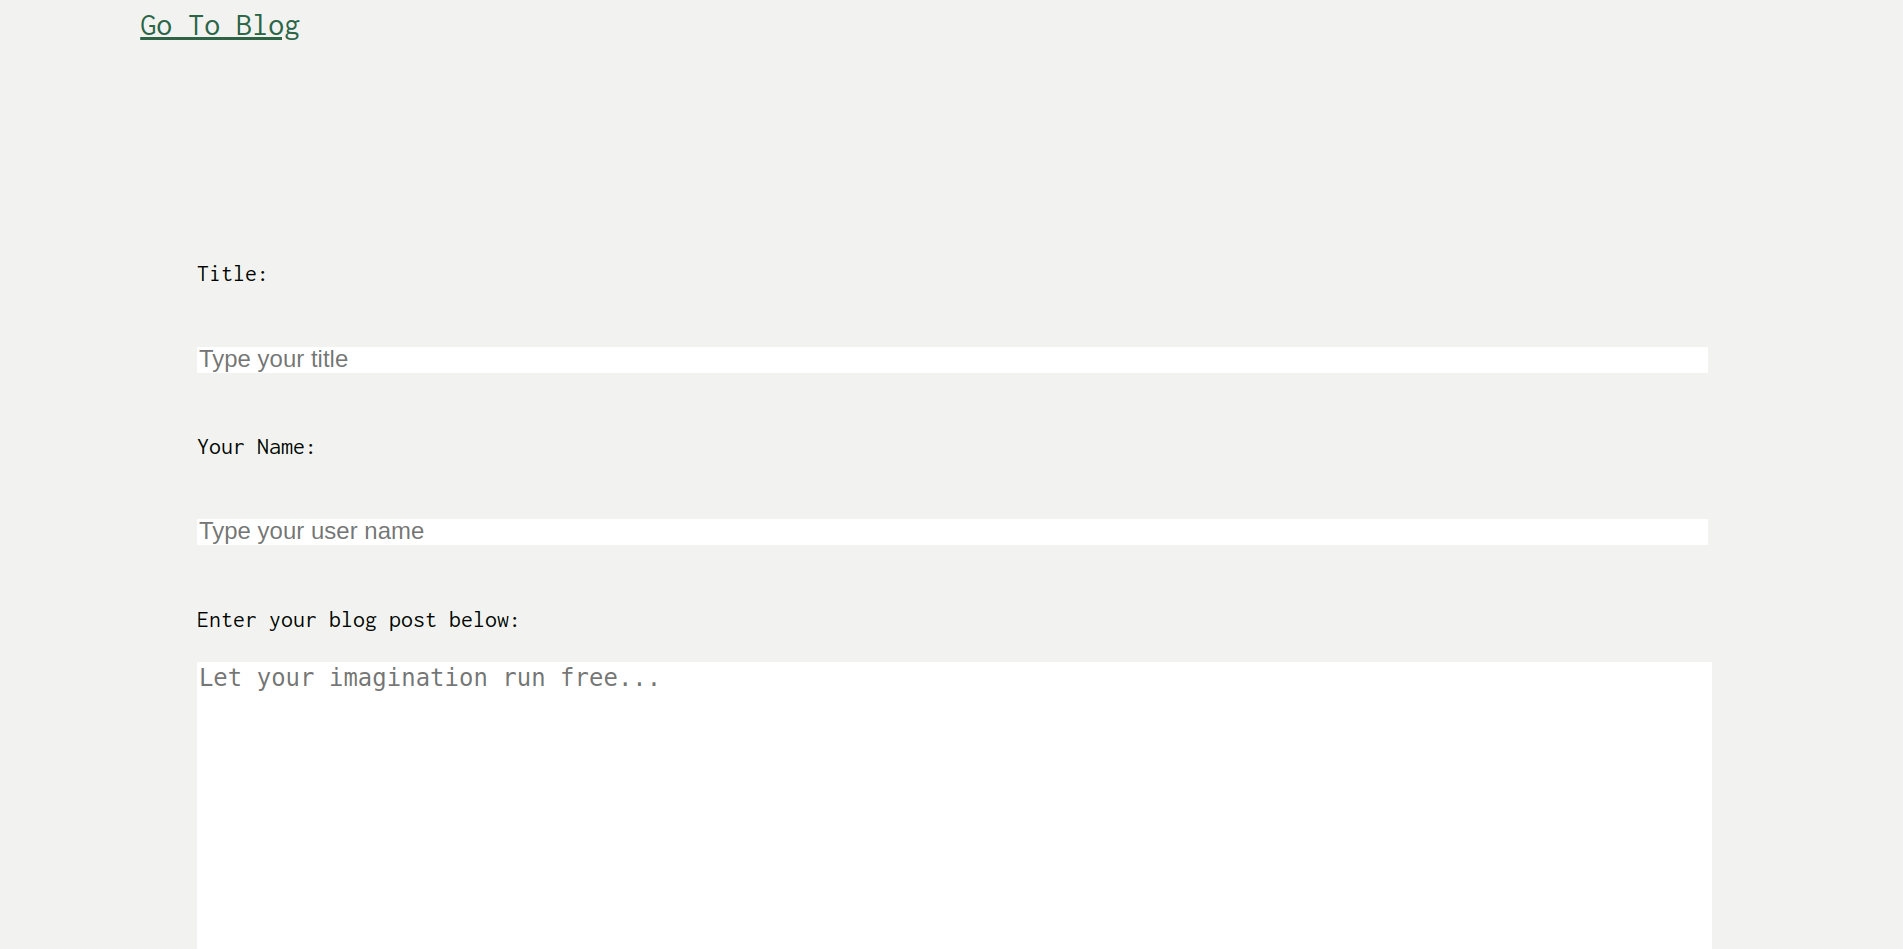 Go To Blog
Title:
Type your title
Your Name:
Type your user name
Enter your blog post below:
Let your imagination run free...